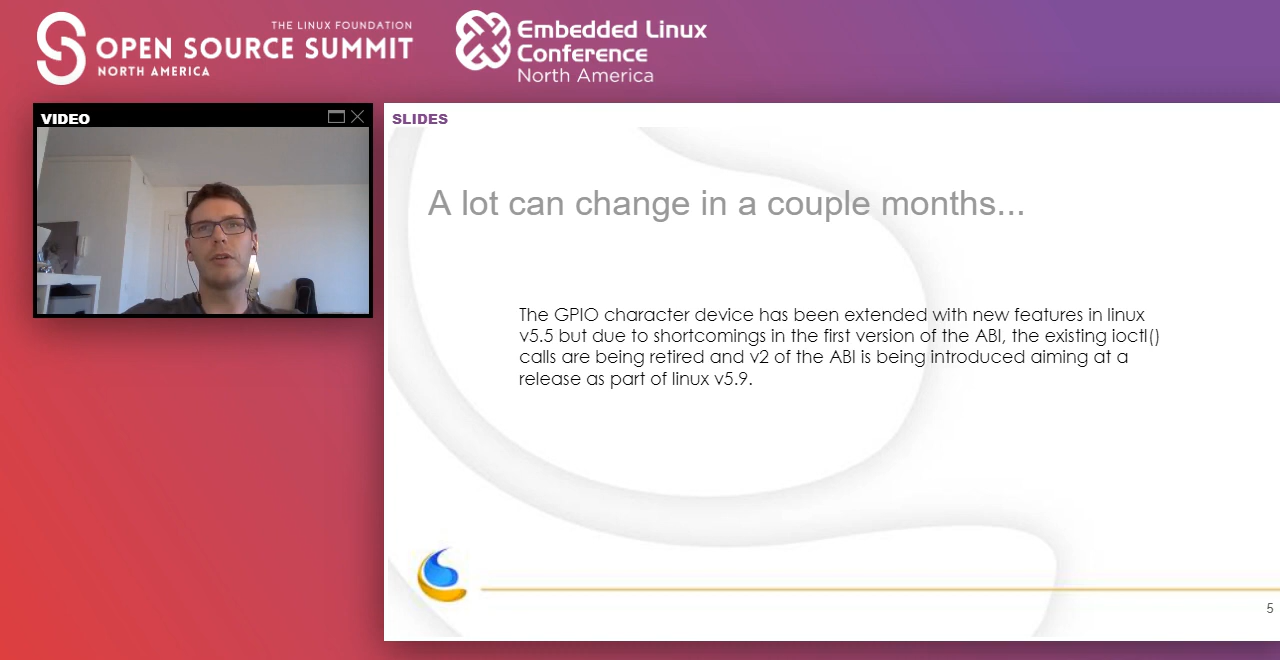 THE LINUX FOUNDATION
OPEN SOURCE SUMMIT
NORTH AMERICA
Embedded Linux
Conference
North America
VIDEO
SLIDES
A lot can change in a couple months...
The GPIO character device has been extended with new features in linux
v5.5 but due to shortcomings in the first version of the ABI, the existing ioctl()
calls are being retired and v2 of the ABI is being introduced aiming at a
release as part of linux v5.9.
5